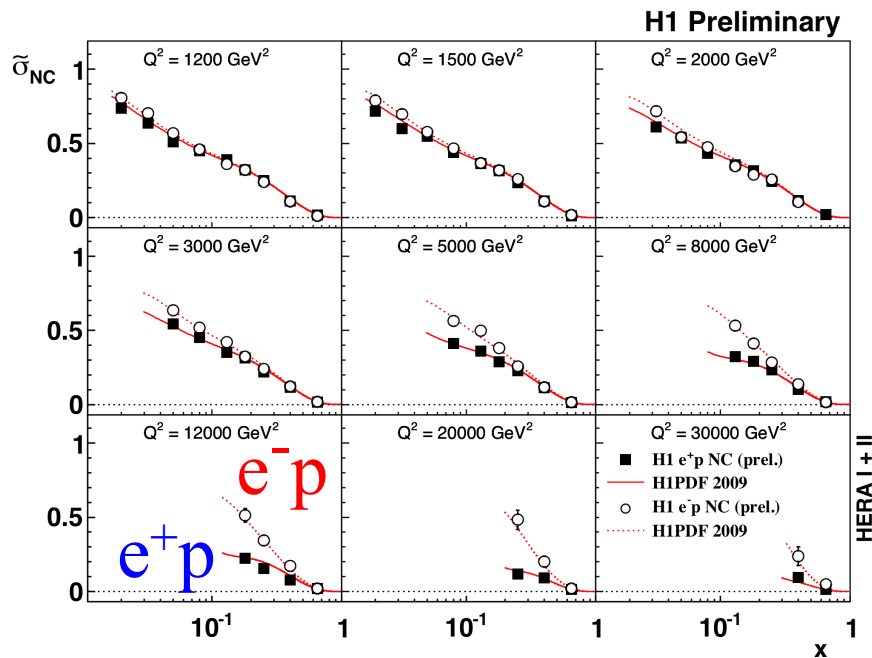 H1 Preliminary
σ̃NC
Q² = 1200 GeV²
Q² = 1500 GeV²
Q² = 2000 GeV²
1
0.5
0
Q² = 3000 GeV²
Q² = 5000 GeV²
Q² = 8000 GeV²
1
0.5
0
Q² = 12000 GeV²
Q² = 20000 GeV²
Q² = 30000 GeV²
1
0.5
0
e⁻p
e⁺p
H1 e⁺p NC (prel.)
H1PDF 2009
H1 e⁻p NC (prel.)
H1PDF 2009
HERA I + II
10⁻¹
1
10⁻¹
1
10⁻¹
1
x